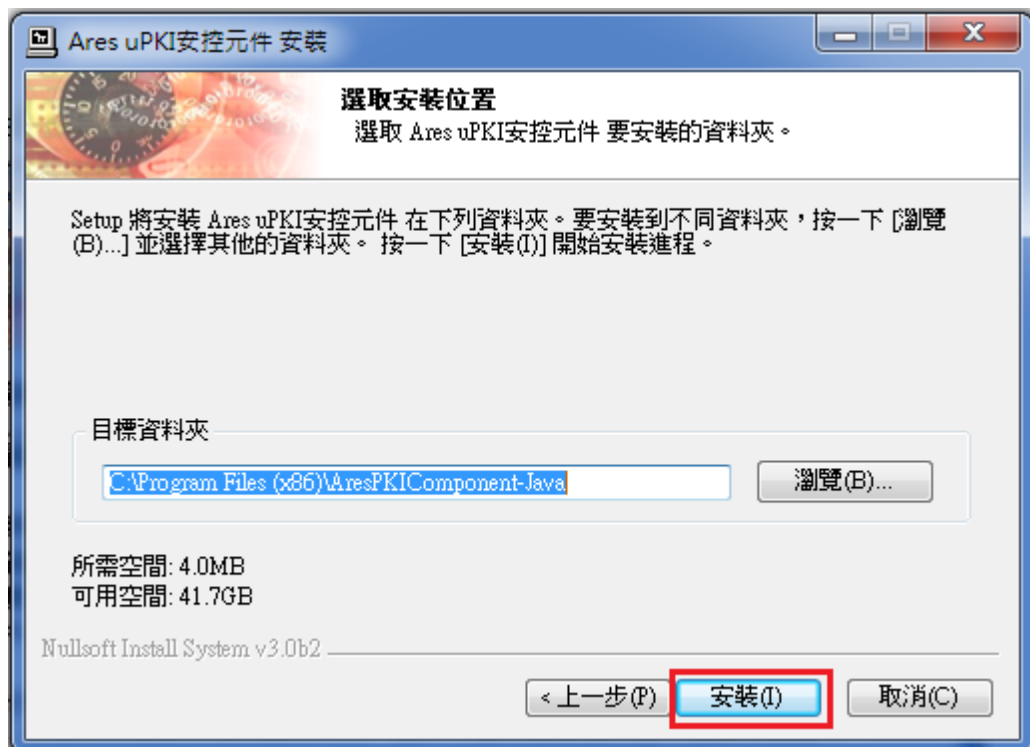 Ares uPKI安控元件 安裝
選取安裝位置
選取 Ares uPKI安控元件 要安裝的資料夾。
Setup 將安裝 Ares uPKI安控元件 在下列資料夾。要安裝到不同資料夾，按一下 [瀏覽
(B)...] 並選擇其他的資料夾。 按一下 [安裝(I)] 開始安裝進程。
目標資料夾
C:\Program Files (x86)\AresPKIComponent-Java
瀏覽(B)...
所需空間: 4.0MB
可用空間: 41.7GB
Nullsoft Install System v3.0b2
< 上一步(P)
安裝(I)
取消(C)